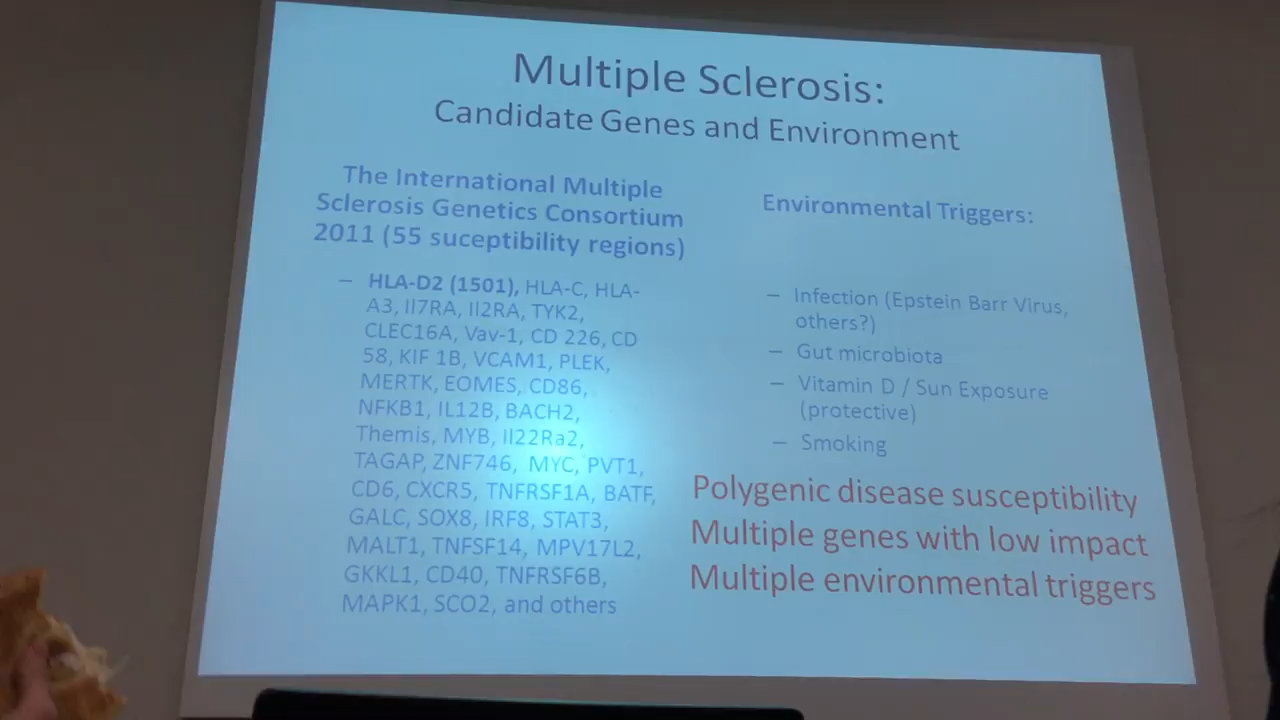 Multiple Sclerosis:
Candidate Genes and Environment
The International Multiple
Sclerosis Genetics Consortium
2011 (55 suceptibility regions)
– HLA-D2 (1501), HLA-C, HLA-
A3, Il7RA, Il2RA, TYK2,
CLEC16A, Vav-1, CD 226, CD
58, KIF 1B, VCAM1, PLEK,
MERTK, EOMES, CD86,
NFKB1, IL12B, BACH2,
Themis, MYB, Il22Ra2,
TAGAP, ZNF746, MYC, PVT1,
CD6, CXCR5, TNFRSF1A, BATF,
GALC, SOX8, IRF8, STAT3,
MALT1, TNFSF14, MPV17L2,
GKKL1, CD40, TNFRSF6B,
MAPK1, SCO2, and others
Environmental Triggers:
– Infection (Epstein Barr Virus,
others?)
– Gut microbiota
– Vitamin D / Sun Exposure
(protective)
– Smoking
Polygenic disease susceptibility
Multiple genes with low impact
Multiple environmental triggers